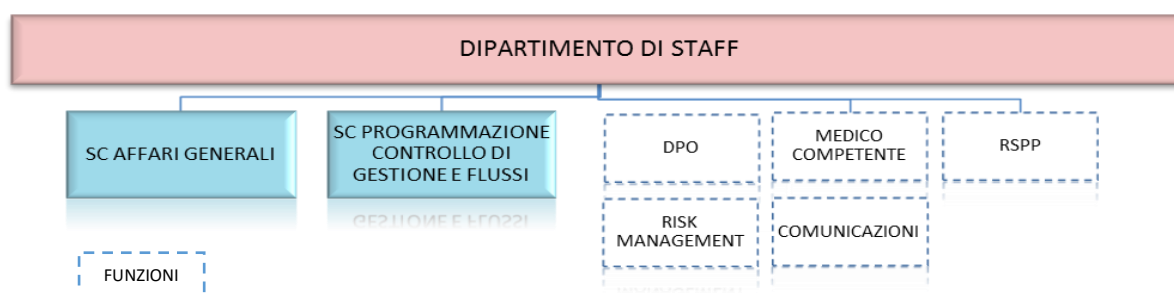 DIPARTIMENTO DI STAFF
SC AFFARI GENERALI
SC PROGRAMMAZIONE
CONTROLLO DI
GESTIONE E FLUSSI
DPO
MEDICO
COMPETENTE
RSPP
RISK
MANAGEMENT
COMUNICAZIONI
FUNZIONI